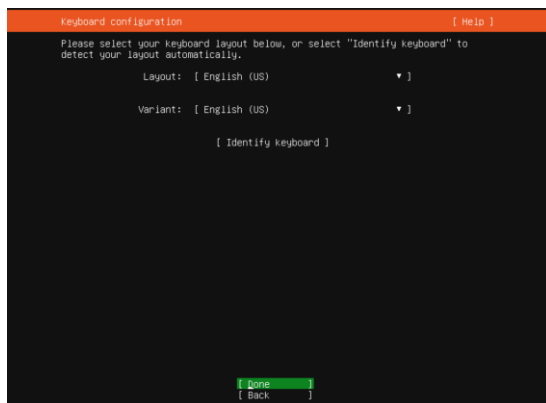 Keyboard configuration [ Help ]
Please select your keyboard layout below, or select "Identify keyboard" to
detect your layout automatically.
Layout: [ English (US) ▾ ]
Variant: [ English (US) ▾ ]
[ Identify keyboard ]
[ Done ]
[ Back ]